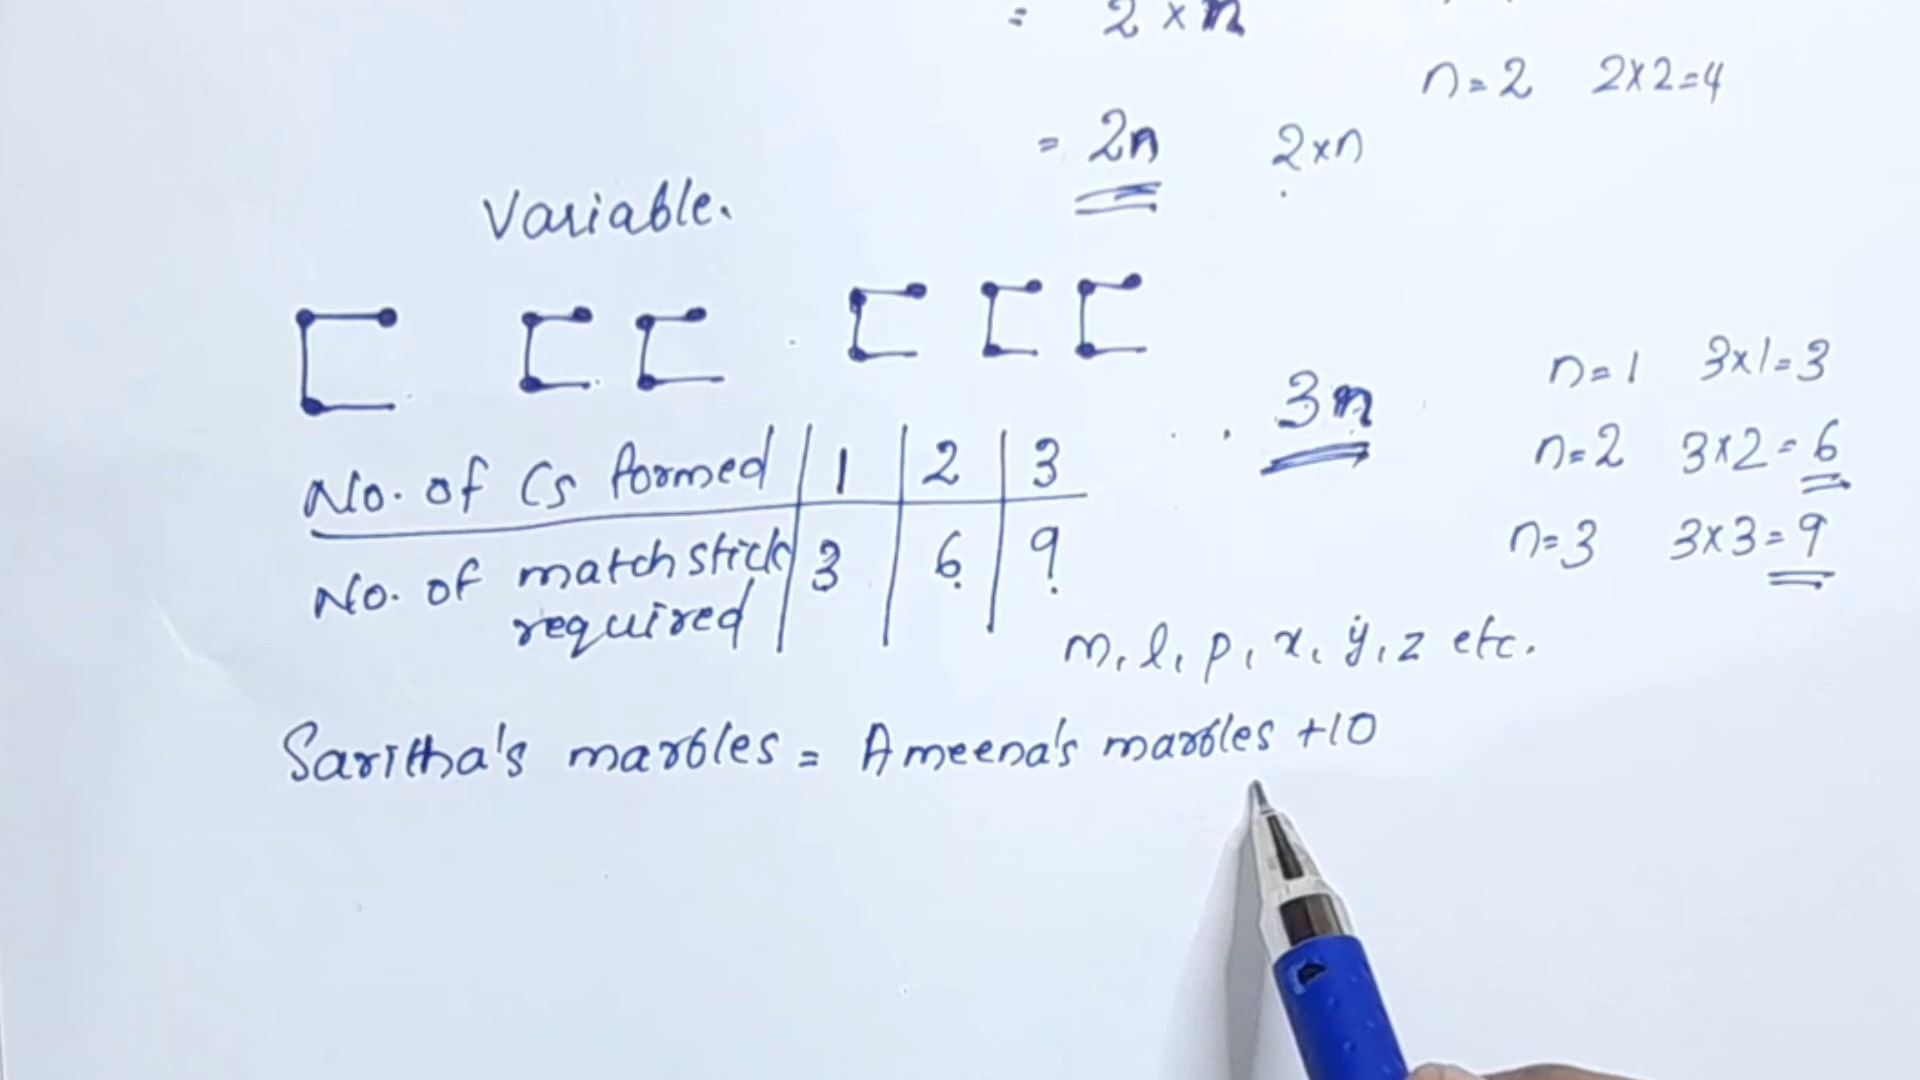 = 2 × n
n=2 2×2=4
= 2n 2×n
Variable.
3n
n=1 3×1=3
n=2 3×2=6
n=3 3×3=9
No. of Cs formed 1 2 3
No. of matchstick required 3 6 9
m, l, p, x, y, z etc.
Saritha's marbles = Ameena's marbles +10